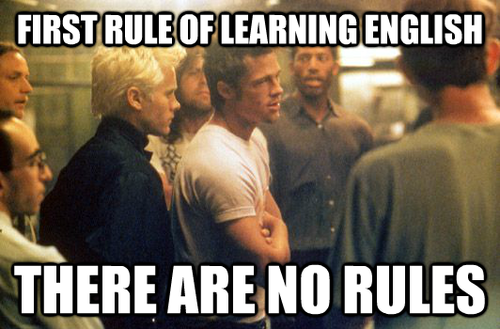 FIRST RULE OF LEARNING ENGLISH
THERE ARE NO RULES